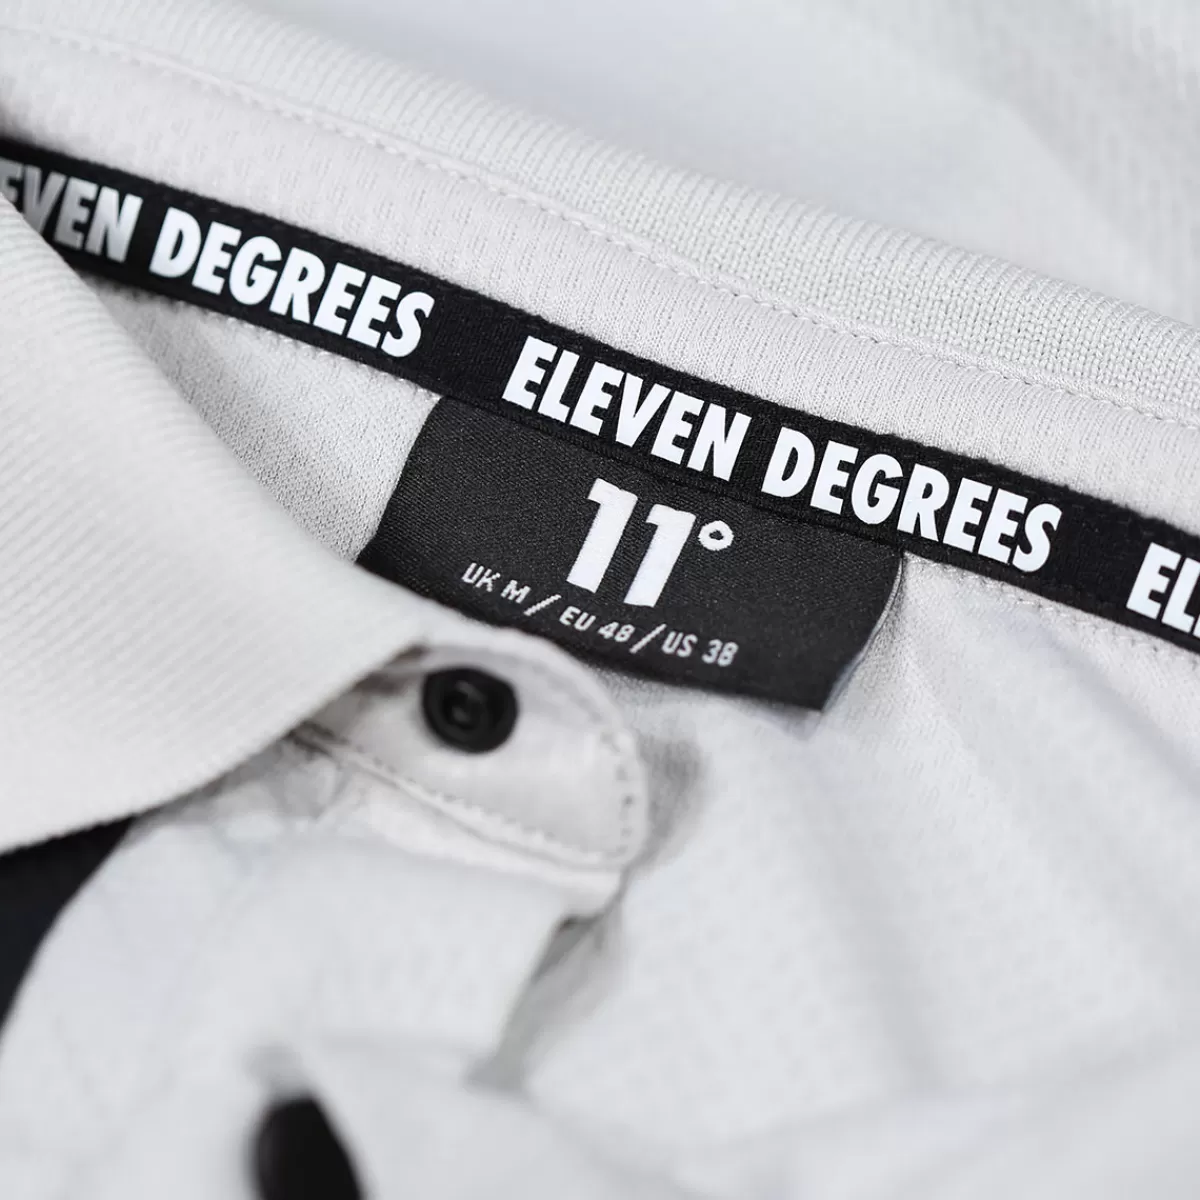 EVEN DEGREES ELEVEN DEGREES EL
11°
UK M / EU 48 / US 38